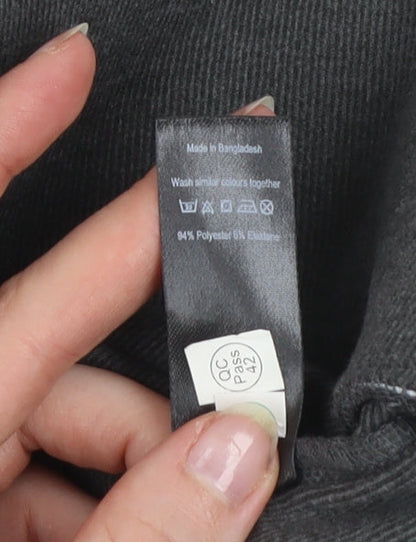 Made in Bangladesh
Wash similar colours together
94% Polyester 6% Elastane
QC
Pass
42